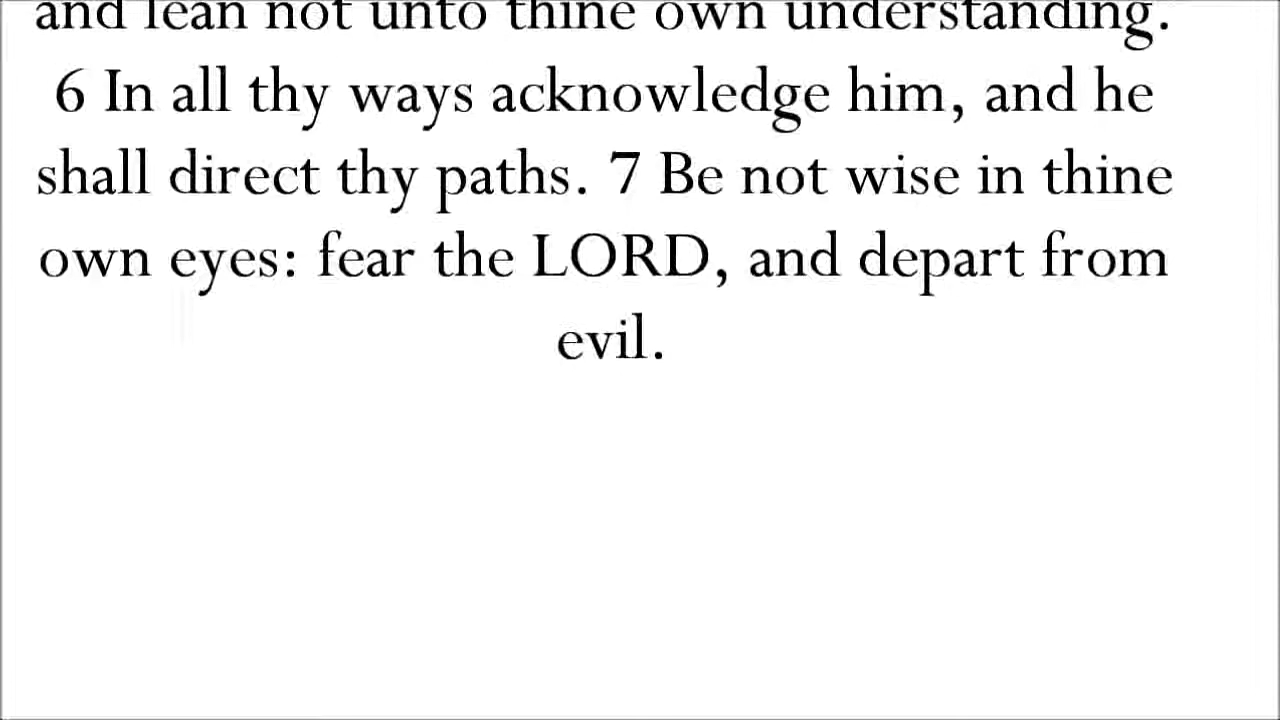 and lean not unto thine own understanding.
6 In all thy ways acknowledge him, and he
shall direct thy paths. 7 Be not wise in thine
own eyes: fear the LORD, and depart from
evil.